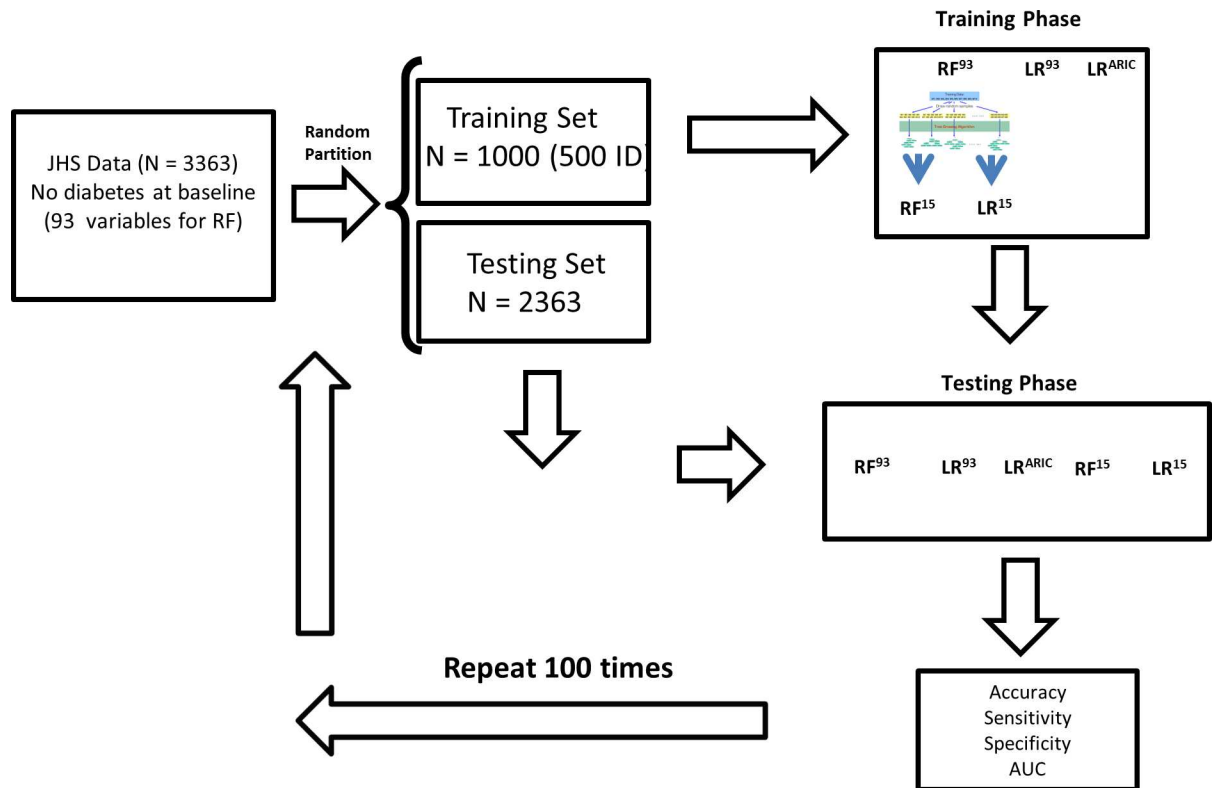 Training Phase
RF⁹³ LR⁹³ LRᴬᴿᴵᶜ
RF¹⁵ LR¹⁵
JHS Data (N = 3363)
No diabetes at baseline
(93 variables for RF)
Random
Partition
Training Set
N = 1000 (500 ID)
Testing Set
N = 2363
Testing Phase
RF⁹³ LR⁹³ LRᴬᴿᴵᶜ RF¹⁵ LR¹⁵
Repeat 100 times
Accuracy
Sensitivity
Specificity
AUC